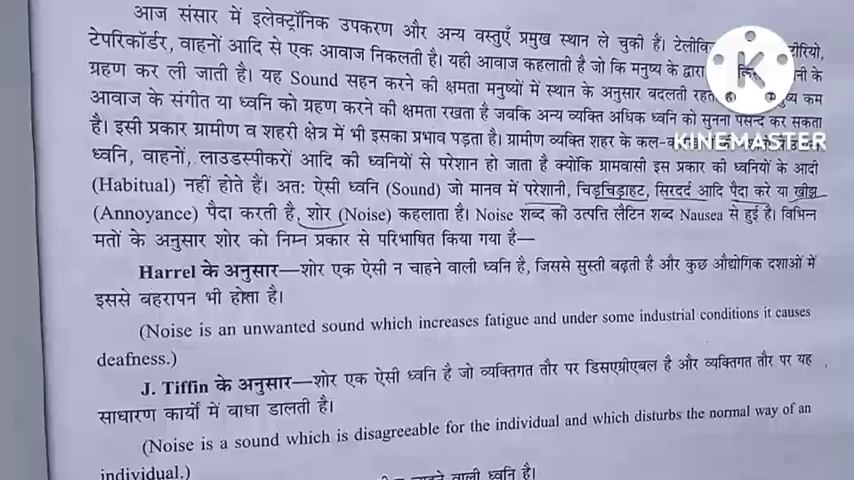 आज संसार में इलेक्ट्रॉनिक उपकरण और अन्य वस्तुएँ प्रमुख स्थान ले चुकी हैं। टेलीवि
टेपरिकॉर्डर, वाहनों आदि से एक आवाज निकलती है। यही आवाज कहलाती है जो कि मनुष्य के द्वारा
ग्रहण कर ली जाती है। यह Sound सहन करने की क्षमता मनुष्यों में स्थान के अनुसार बदलती कम
आवाज के संगीत या ध्वनि को ग्रहण करने की क्षमता रखता है जबकि अन्य व्यक्ति अधिक ध्वनि को सुनना पसन्द कर सकता
है। इसी प्रकार ग्रामीण व शहरी क्षेत्र में भी इसका प्रभाव पड़ता है। ग्रामीण व्यक्ति शहर के
KINEMASTER
ध्वनि, वाहनों, लाउडस्पीकरों आदि की ध्वनियों से परेशान हो जाता है क्योंकि ग्रामवासी इस प्रकार की ध्वनियों के आदी
(Habitual) नहीं होते हैं। अतः ऐसी ध्वनि (Sound) जो मानव में परेशानी, चिड़चिड़ाहट, सिरदर्द आदि पैदा करे या खीझ
(Annoyance) पैदा करती है, शोर (Noise) कहलाता है। Noise शब्द की उत्पति लैटिन शब्द Nausea से हुई है। विभिन्न
मतों के अनुसार शोर को निम्न प्रकार से परिभाषित किया गया है—
Harrel के अनुसार—शोर एक ऐसी न चाहने वाली ध्वनि है, जिससे सुस्ती बढ़ती है और कुछ औद्योगिक दशाओं में
इससे बहरापन भी होता है।
(Noise is an unwanted sound which increases fatigue and under some industrial conditions it causes
deafness.)
J. Tiffin के अनुसार—शोर एक ऐसी ध्वनि है जो व्यक्तिगत तौर पर डिसएग्रीएबल है और व्यक्तिगत तौर पर यह
साधारण कार्यों में बाधा डालती है।
(Noise is a sound which is disagreeable for the individual and which disturbs the normal way of an
individual.)
चाहने वाली ध्वनि है।